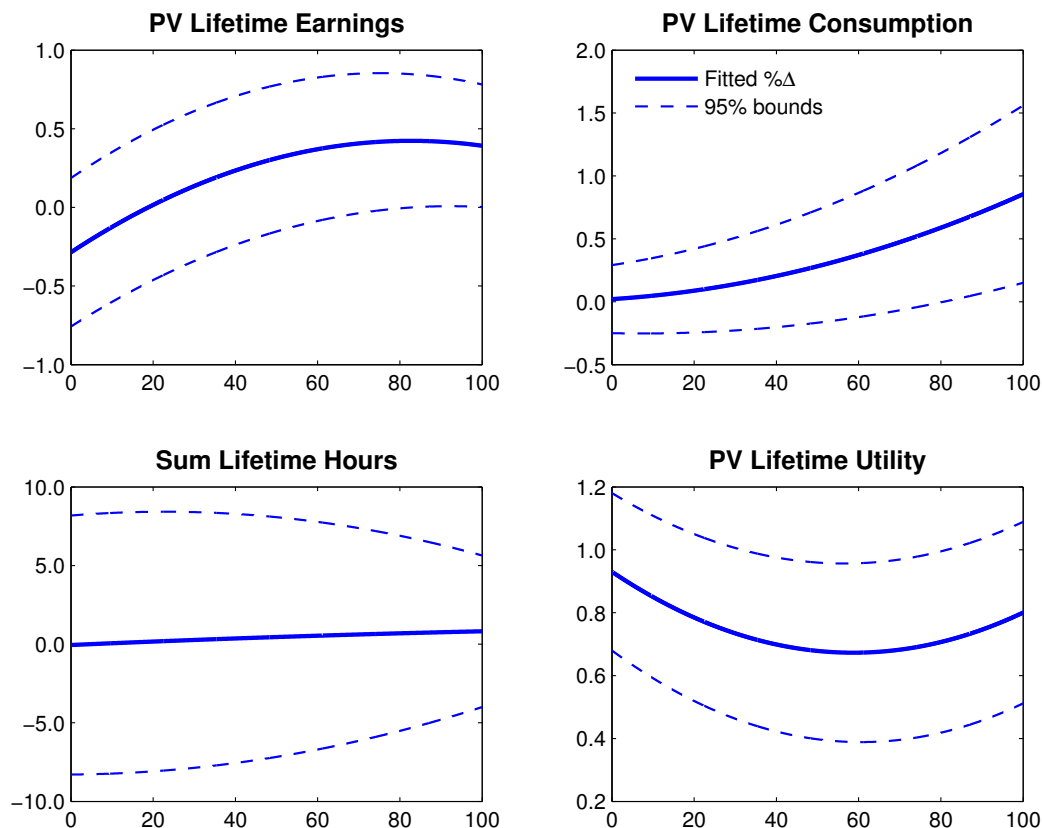 PV Lifetime Earnings
1.0
0.5
0.0
−0.5
−1.0
0 20 40 60 80 100
PV Lifetime Consumption
2.0
1.5
1.0
0.5
0.0
−0.5
0 20 40 60 80 100
Fitted %Δ
95% bounds
Sum Lifetime Hours
10.0
5.0
0.0
−5.0
−10.0
0 20 40 60 80 100
PV Lifetime Utility
1.2
1.0
0.8
0.6
0.4
0.2
0 20 40 60 80 100